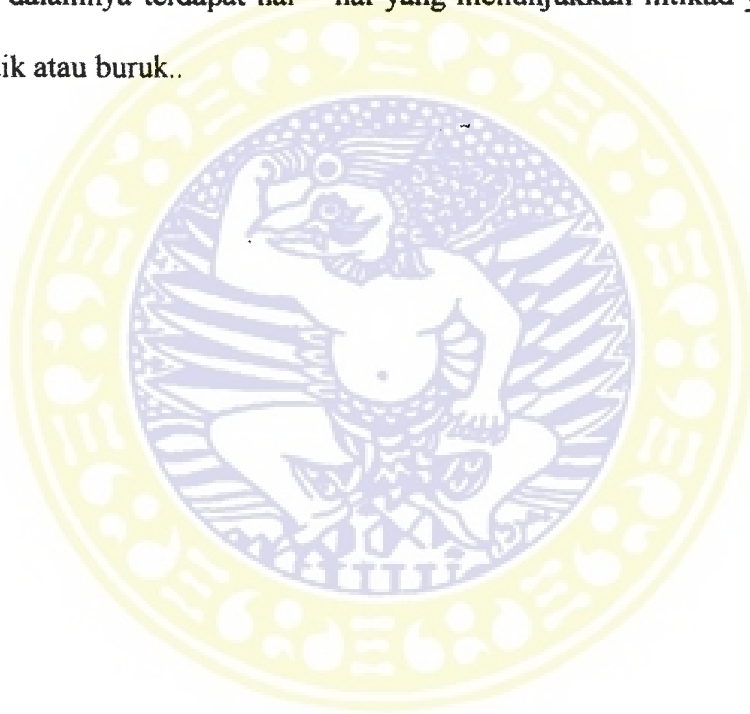 dalamnya terdapat hal – hal yang menunjukkan itikad
ik atau buruk..